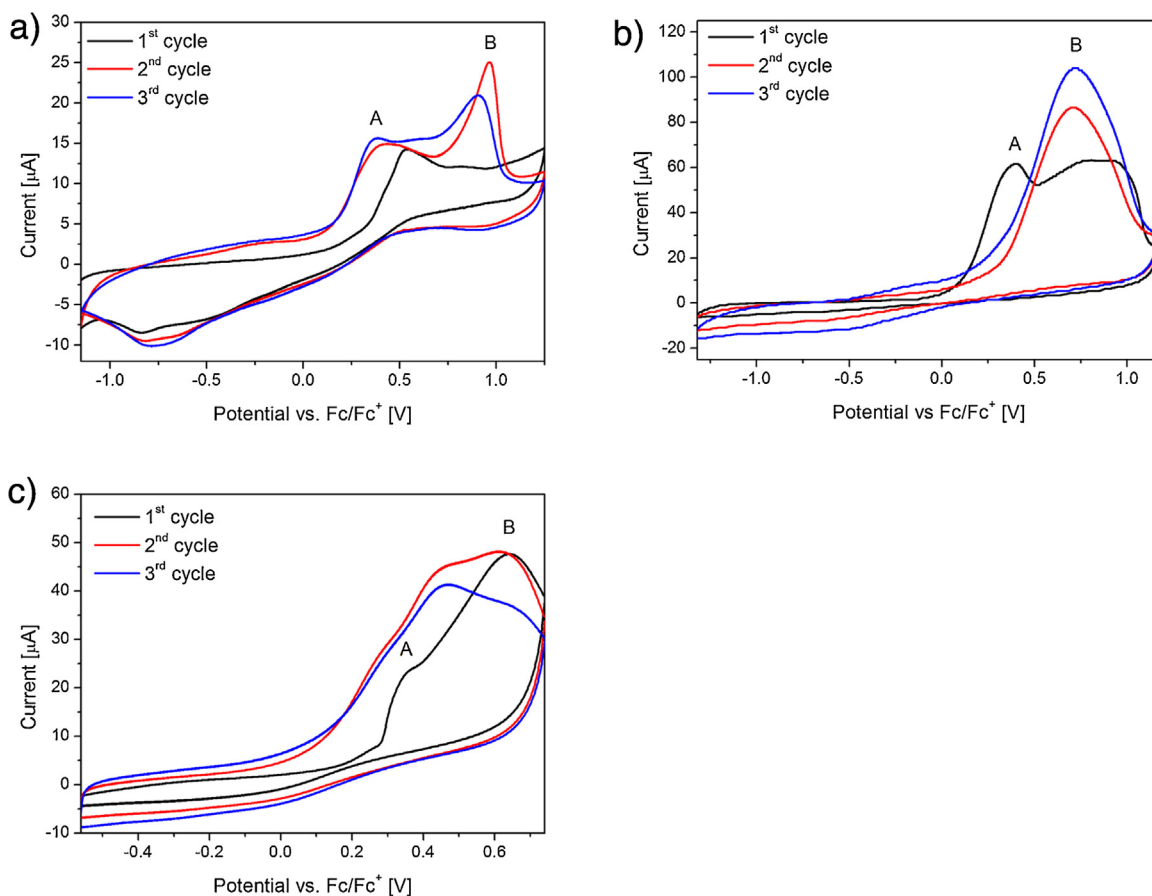 a)
30
25
20
15
10
5
0
-5
-10
Current [µA]
1st cycle
2nd cycle
3rd cycle
A
B
-1.0 -0.5 0.0 0.5 1.0
Potential vs. Fc/Fc+ [V]
b)
120
100
80
60
40
20
0
-20
Current [µA]
1st cycle
2nd cycle
3rd cycle
A
B
-1.0 -0.5 0.0 0.5 1.0
Potential vs Fc/Fc+ [V]
c)
60
50
40
30
20
10
0
-10
Current [µA]
1st cycle
2nd cycle
3rd cycle
A
B
-0.4 -0.2 0.0 0.2 0.4 0.6
Potential vs. Fc/Fc+ [V]